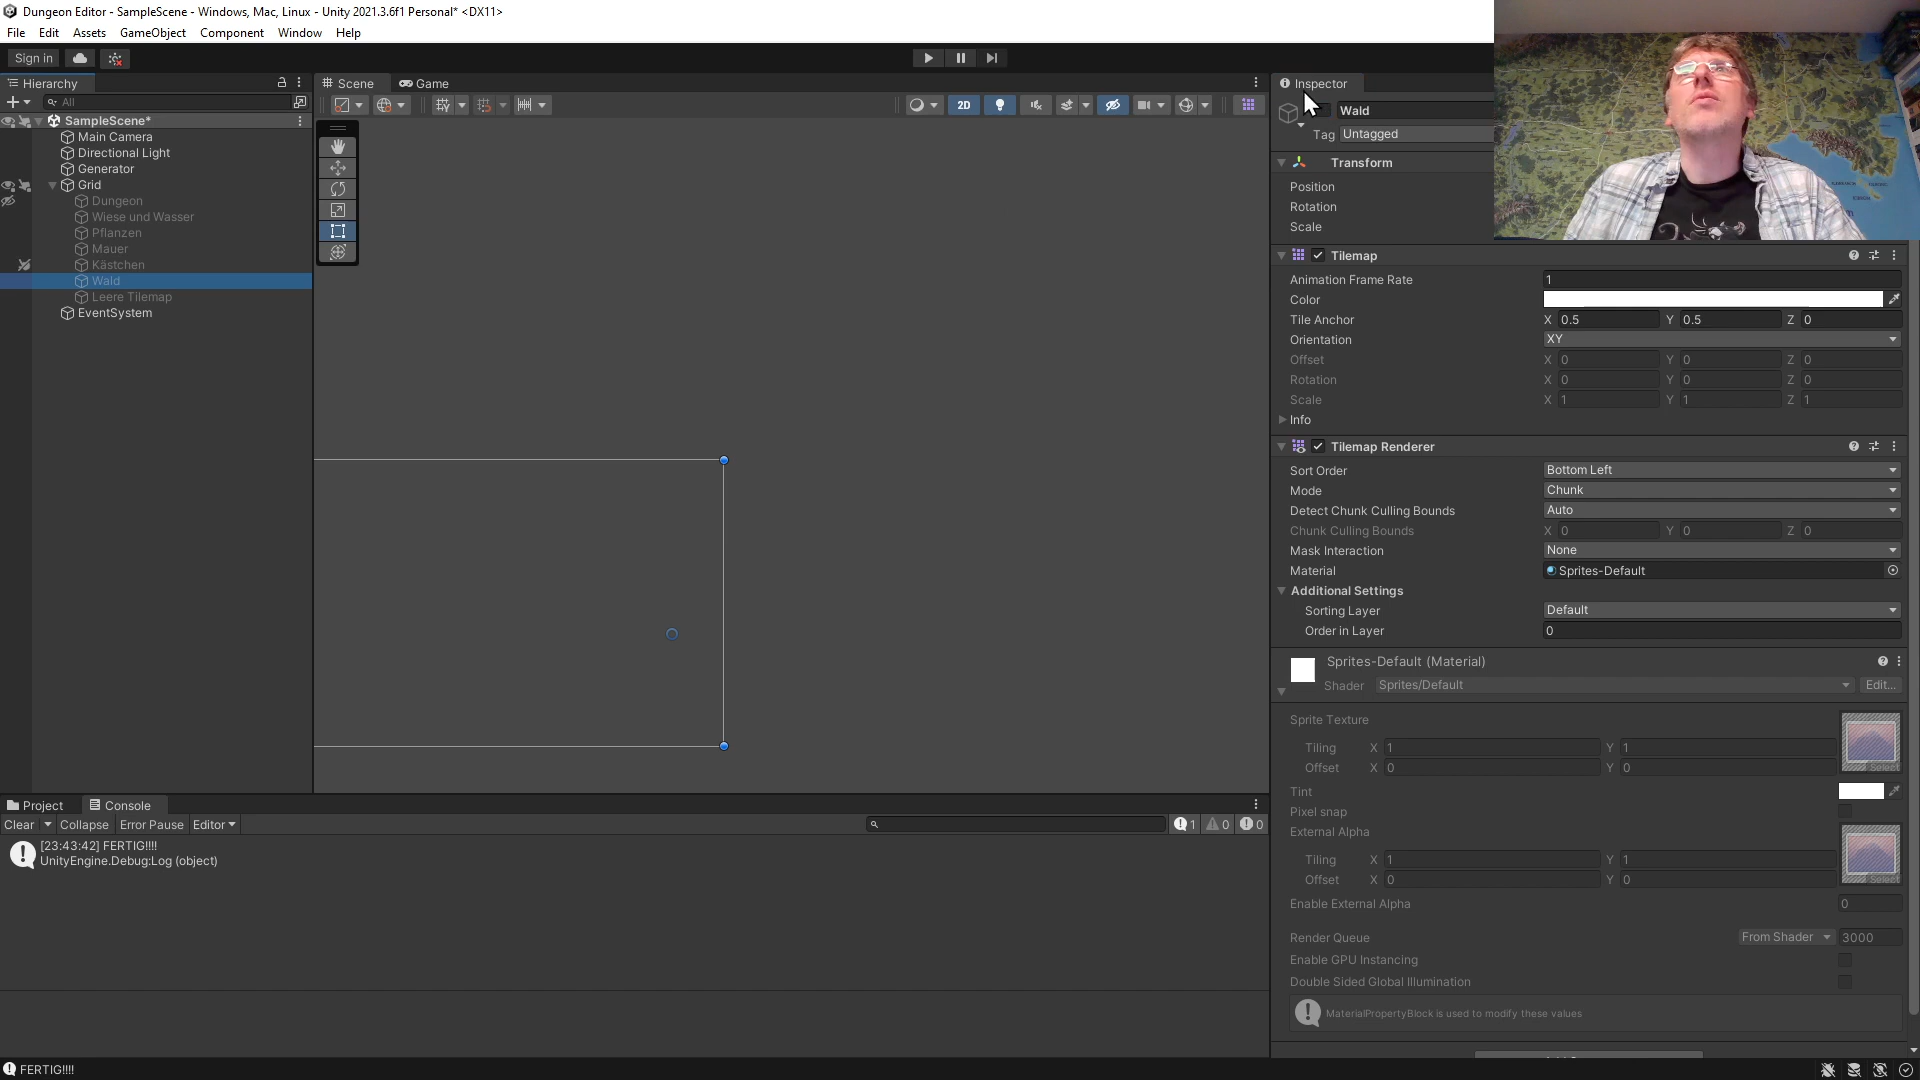 Dungeon Editor - SampleScene - Windows, Mac, Linux - Unity 2021.3.6f1 Personal* <DX11>
File Edit Assets GameObject Component Window Help
Sign in
Hierarchy
Scene
Game
Inspector
All
2D
Wald
SampleScene*
Tag Untagged
Main Camera
Directional Light
Generator
Grid
Dungeon
Wiese und Wasser
Pflanzen
Mauer
Kästchen
Wald
Leere Tilemap
EventSystem
Transform
Position
Rotation
Scale
Tilemap
Animation Frame Rate 1
Color
Tile Anchor X 0.5 Y 0.5 Z 0
Orientation XY
Offset X 0 Y 0 Z 0
Rotation X 0 Y 0 Z 0
Scale X 1 Y 1 Z 1
Info
Tilemap Renderer
Sort Order Bottom Left
Mode Chunk
Detect Chunk Culling Bounds Auto
Chunk Culling Bounds X 0 Y 0 Z 0
Mask Interaction None
Material Sprites-Default
Additional Settings
Sorting Layer Default
Order in Layer 0
Sprites-Default (Material)
Shader Sprites/Default Edit...
Sprite Texture
Tiling X 1 Y 1
Offset X 0 Y 0
Select
Tint
Pixel snap
External Alpha
Tiling X 1 Y 1
Offset X 0 Y 0
Select
Enable External Alpha 0
Render Queue From Shader 3000
Enable GPU Instancing
Double Sided Global Illumination
MaterialPropertyBlock is used to modify these values
Project
Console
Clear Collapse Error Pause Editor
1 0 0
[23:43:42] FERTIG!!!!
UnityEngine.Debug:Log (object)
FERTIG!!!!